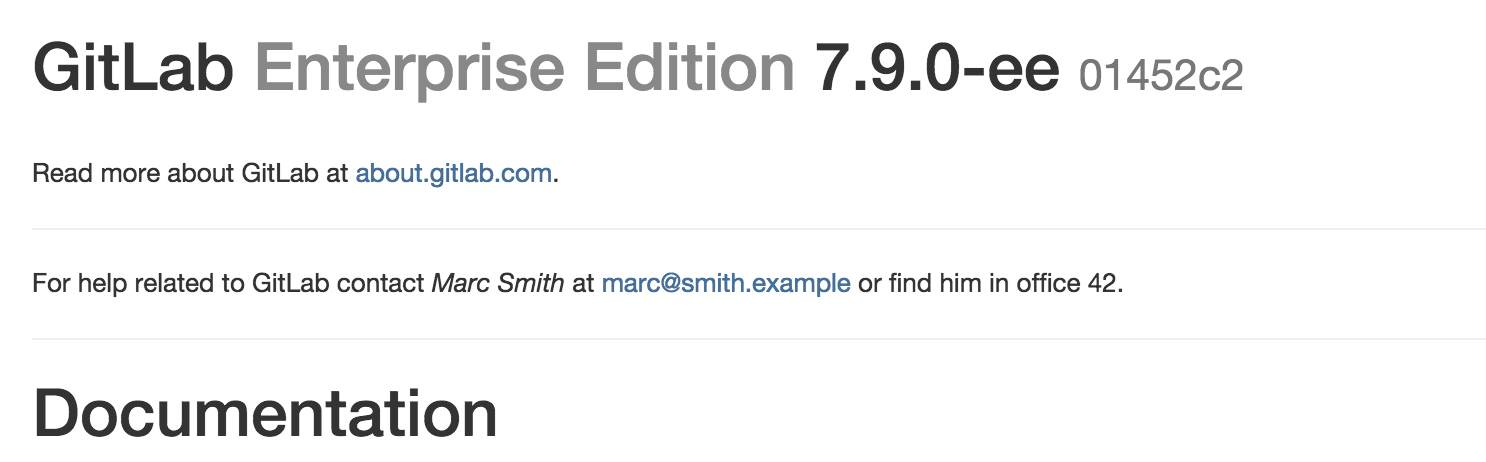 GitLab Enterprise Edition 7.9.0-ee 01452c2
Read more about GitLab at about.gitlab.com.
For help related to GitLab contact Marc Smith at marc@smith.example or find him in office 42.
Documentation